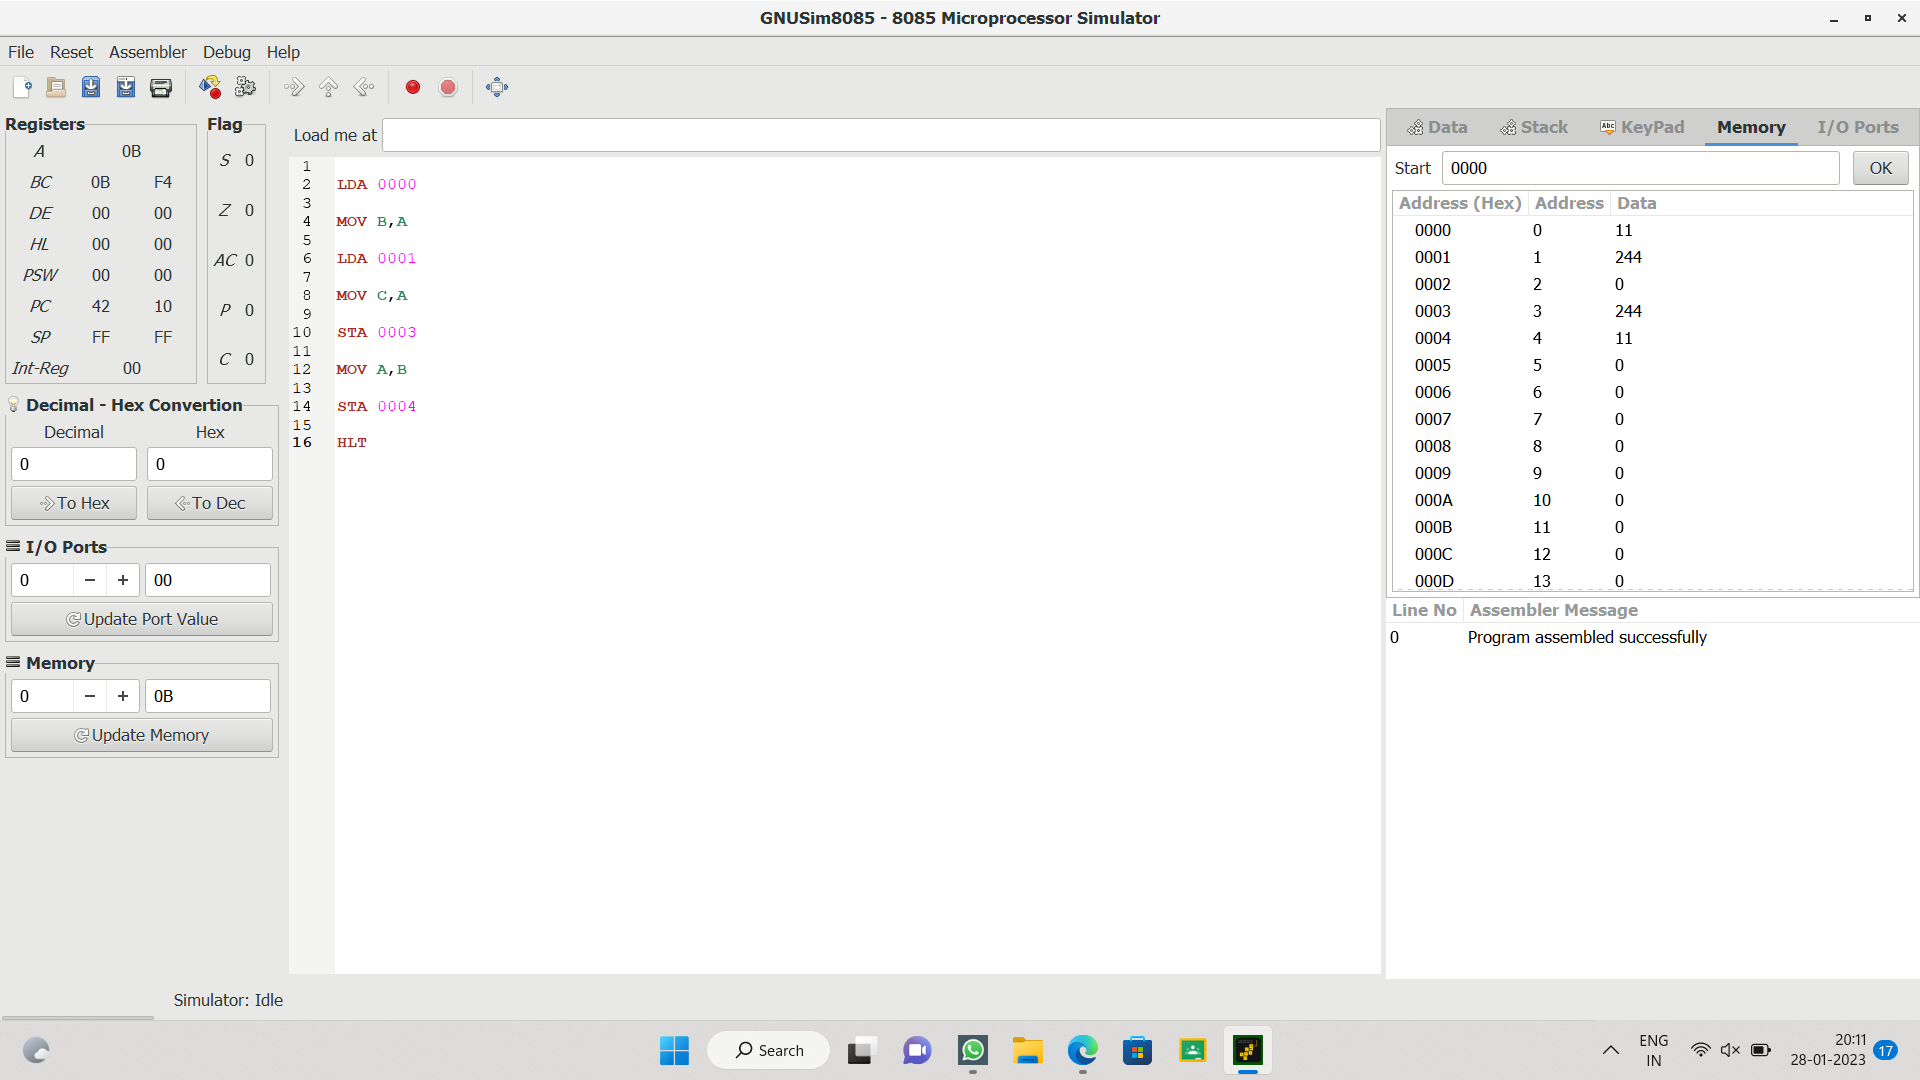 GNUSim8085 - 8085 Microprocessor Simulator
File Reset Assembler Debug Help
Registers
A 0B
BC 0B F4
DE 00 00
HL 00 00
PSW 00 00
PC 42 10
SP FF FF
Int-Reg 00
Flag
S 0
Z 0
AC 0
P 0
C 0
Decimal - Hex Convertion
Decimal Hex
0 0
To Hex To Dec
I/O Ports
0 − + 00
Update Port Value
Memory
0 − + 0B
Update Memory
Load me at
1
2 LDA 0000
3
4 MOV B,A
5
6 LDA 0001
7
8 MOV C,A
9
10 STA 0003
11
12 MOV A,B
13
14 STA 0004
15
16 HLT
Data Stack Abc KeyPad Memory I/O Ports
Start 0000 OK
Address (Hex) Address Data
0000 0 11
0001 1 244
0002 2 0
0003 3 244
0004 4 11
0005 5 0
0006 6 0
0007 7 0
0008 8 0
0009 9 0
000A 10 0
000B 11 0
000C 12 0
000D 13 0
Line No Assembler Message
0 Program assembled successfully
Simulator: Idle
Search
ENG
IN
20:11
28-01-2023
17